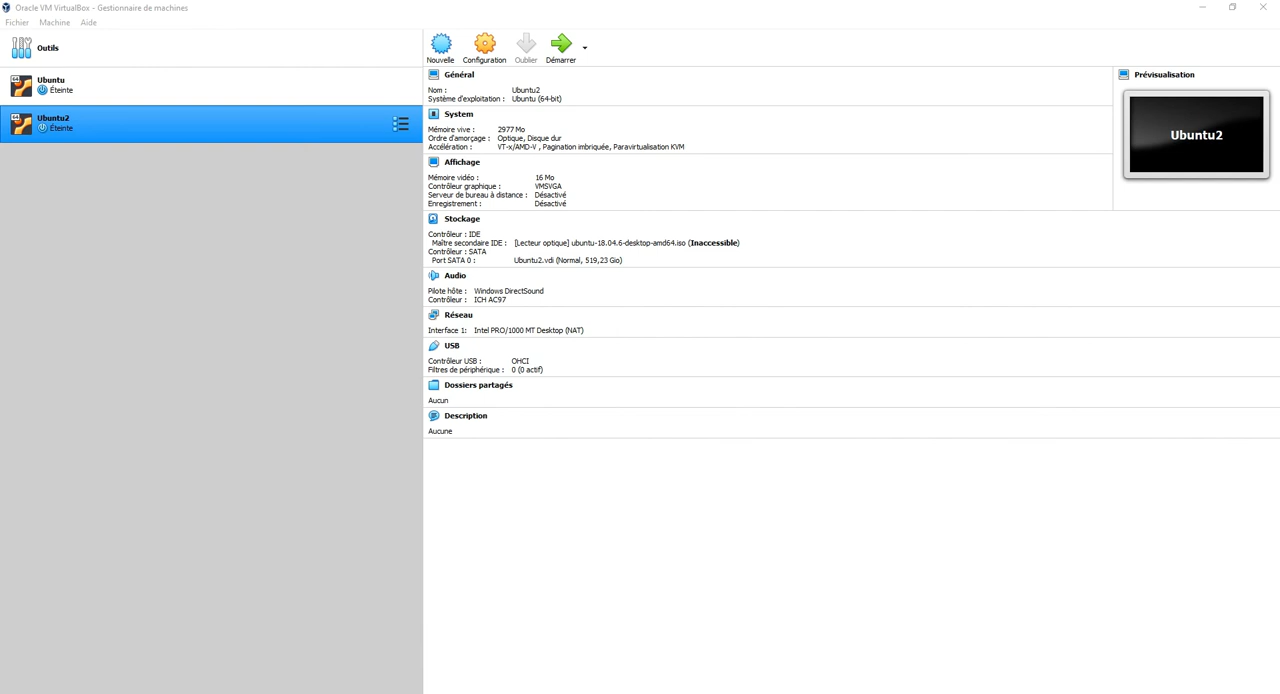 Oracle VM VirtualBox - Gestionnaire de machines
Fichier Machine Aide
Outils
Ubuntu
Éteinte
Ubuntu2
Éteinte
Nouvelle Configuration Oublier Démarrer
Général
Nom : Ubuntu2
Système d'exploitation : Ubuntu (64-bit)
System
Mémoire vive : 2977 Mo
Ordre d'amorçage : Optique, Disque dur
Accélération : VT-x/AMD-V , Pagination imbriquée, Paravirtualisation KVM
Affichage
Mémoire vidéo : 16 Mo
Contrôleur graphique : VMSVGA
Serveur de bureau à distance : Désactivé
Enregistrement : Désactivé
Stockage
Contrôleur : IDE
Maître secondaire IDE : [Lecteur optique] ubuntu-18.04.6-desktop-amd64.iso (Inaccessible)
Contrôleur : SATA
Port SATA 0 : Ubuntu2.vdi (Normal, 519,23 Gio)
Audio
Pilote hôte : Windows DirectSound
Contrôleur : ICH AC97
Réseau
Interface 1: Intel PRO/1000 MT Desktop (NAT)
USB
Contrôleur USB : OHCI
Filtres de périphérique : 0 (0 actif)
Dossiers partagés
Aucun
Description
Aucune
Prévisualisation
Ubuntu2